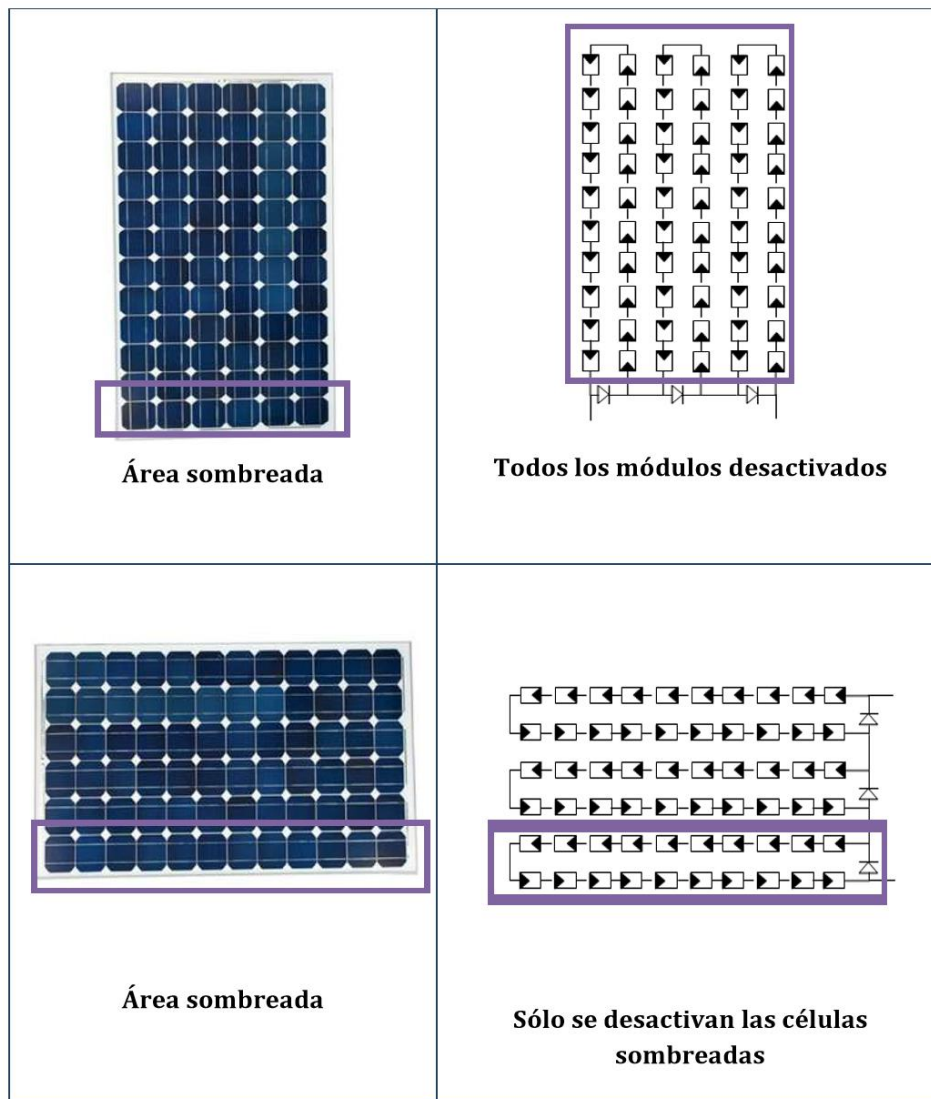 Área sombreada
Todos los módulos desactivados
Área sombreada
Sólo se desactivan las células
sombreadas